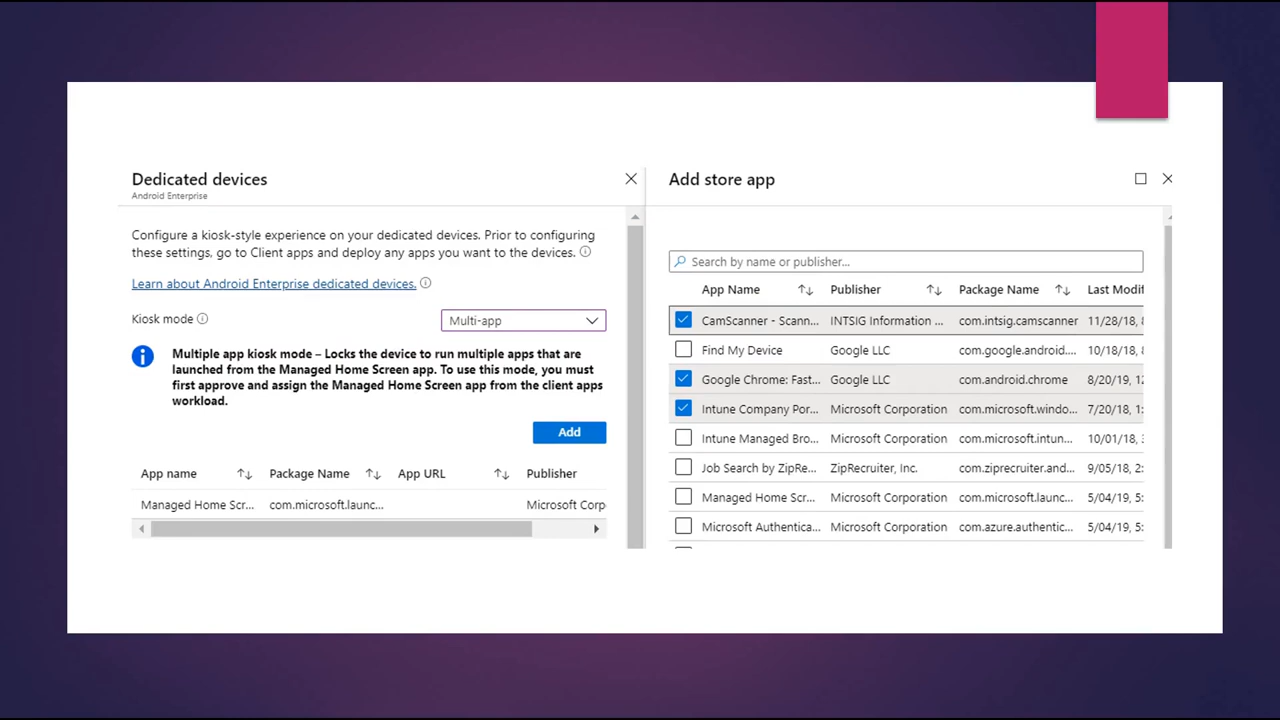 Dedicated devices
Android Enterprise
Configure a kiosk-style experience on your dedicated devices. Prior to configuring
these settings, go to Client apps and deploy any apps you want to the devices.
Learn about Android Enterprise dedicated devices.
Kiosk mode
Multi-app
Multiple app kiosk mode – Locks the device to run multiple apps that are
launched from the Managed Home Screen app. To use this mode, you must
first approve and assign the Managed Home Screen app from the client apps
workload.
Add
App name Package Name App URL Publisher
Managed Home Scr... com.microsoft.launc... Microsoft Corp
Add store app
Search by name or publisher...
App Name Publisher Package Name Last Modif
CamScanner - Scann... INTSIG Information ... com.intsig.camscanner 11/28/18, 8
Find My Device Google LLC com.google.android.... 10/18/18, 8
Google Chrome: Fast... Google LLC com.android.chrome 8/20/19, 12
Intune Company Por... Microsoft Corporation com.microsoft.windo... 7/20/18, 1:
Intune Managed Bro... Microsoft Corporation com.microsoft.intun... 10/01/18, 3
Job Search by ZipRe... ZipRecruiter, Inc. com.ziprecruiter.and... 9/05/18, 2:
Managed Home Scr... Microsoft Corporation com.microsoft.launc... 5/04/19, 5:
Microsoft Authentica... Microsoft Corporation com.azure.authentic... 5/04/19, 5: